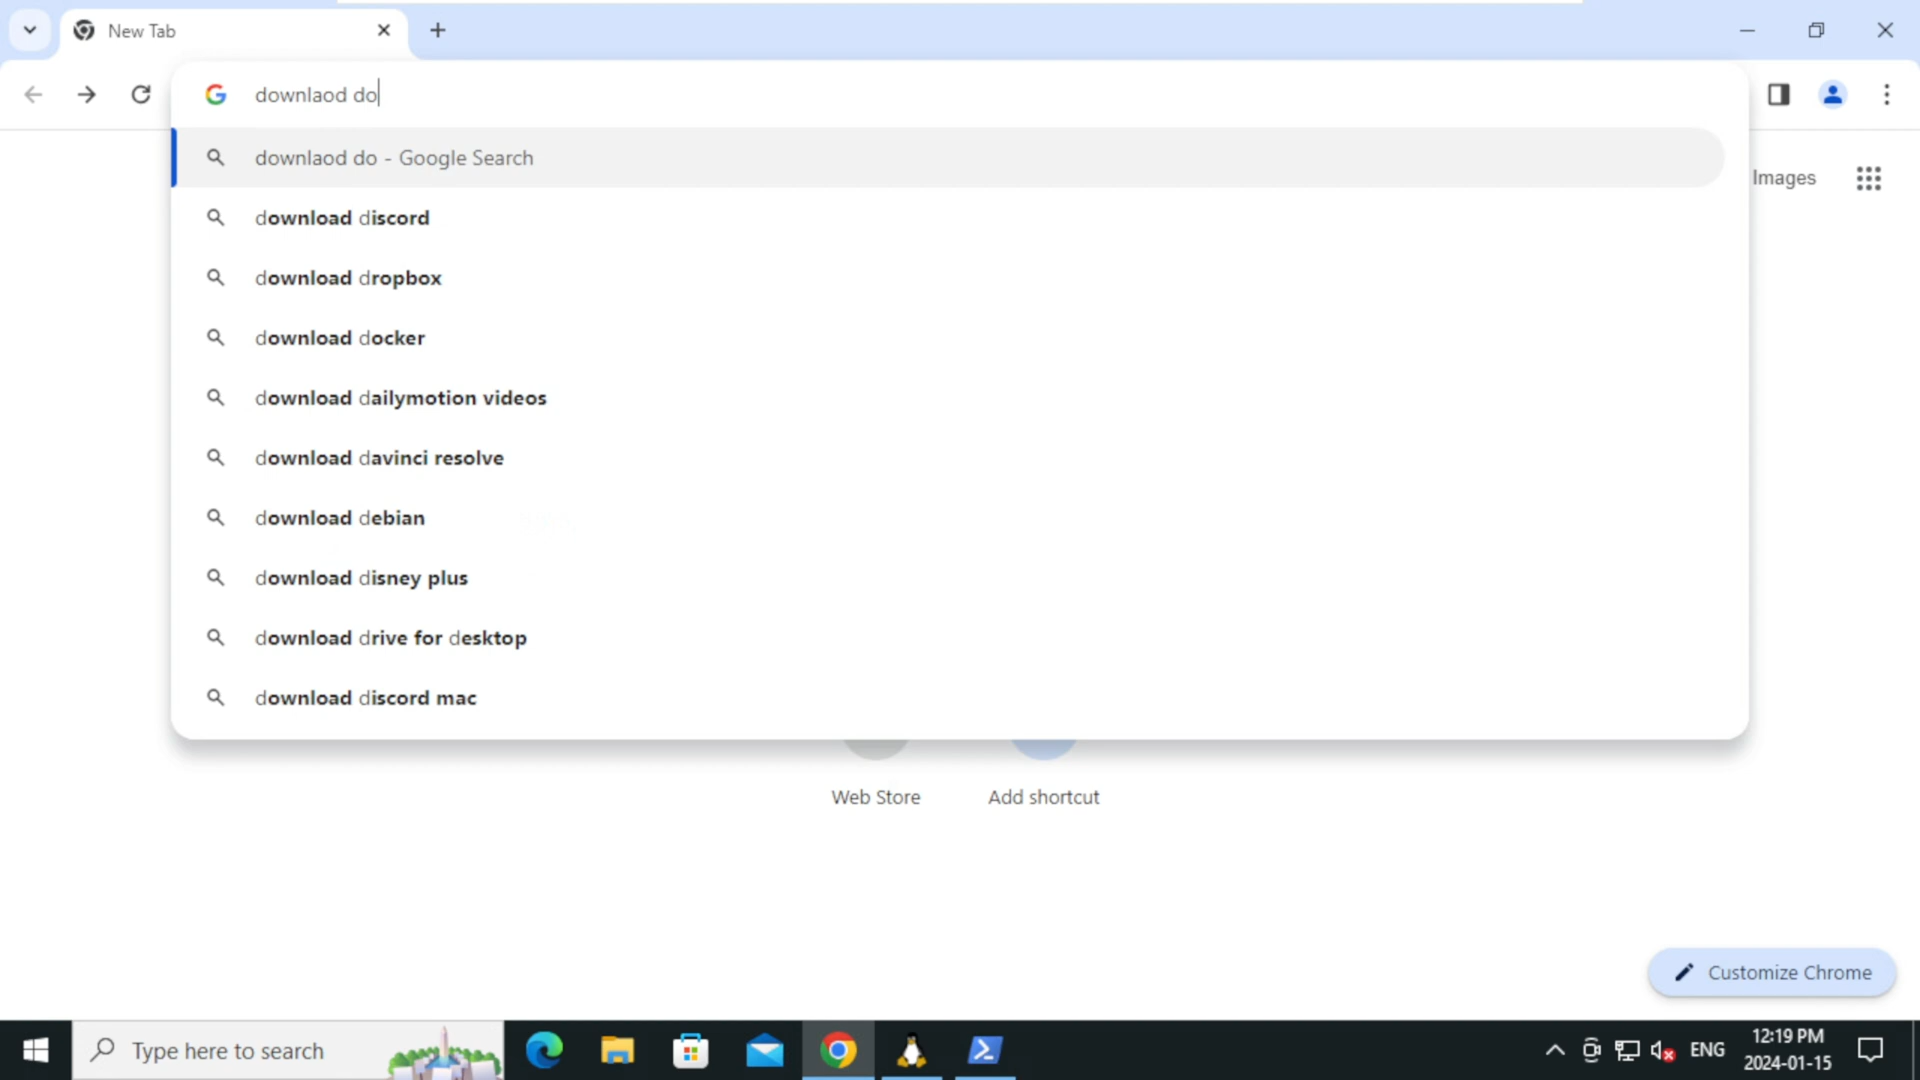 New Tab
downlaod do
downlaod do - Google Search
download discord
download dropbox
download docker
download dailymotion videos
download davinci resolve
download debian
download disney plus
download drive for desktop
download discord mac
Images
Web Store
Add shortcut
Customize Chrome
Type here to search
ENG
12:19 PM
2024-01-15